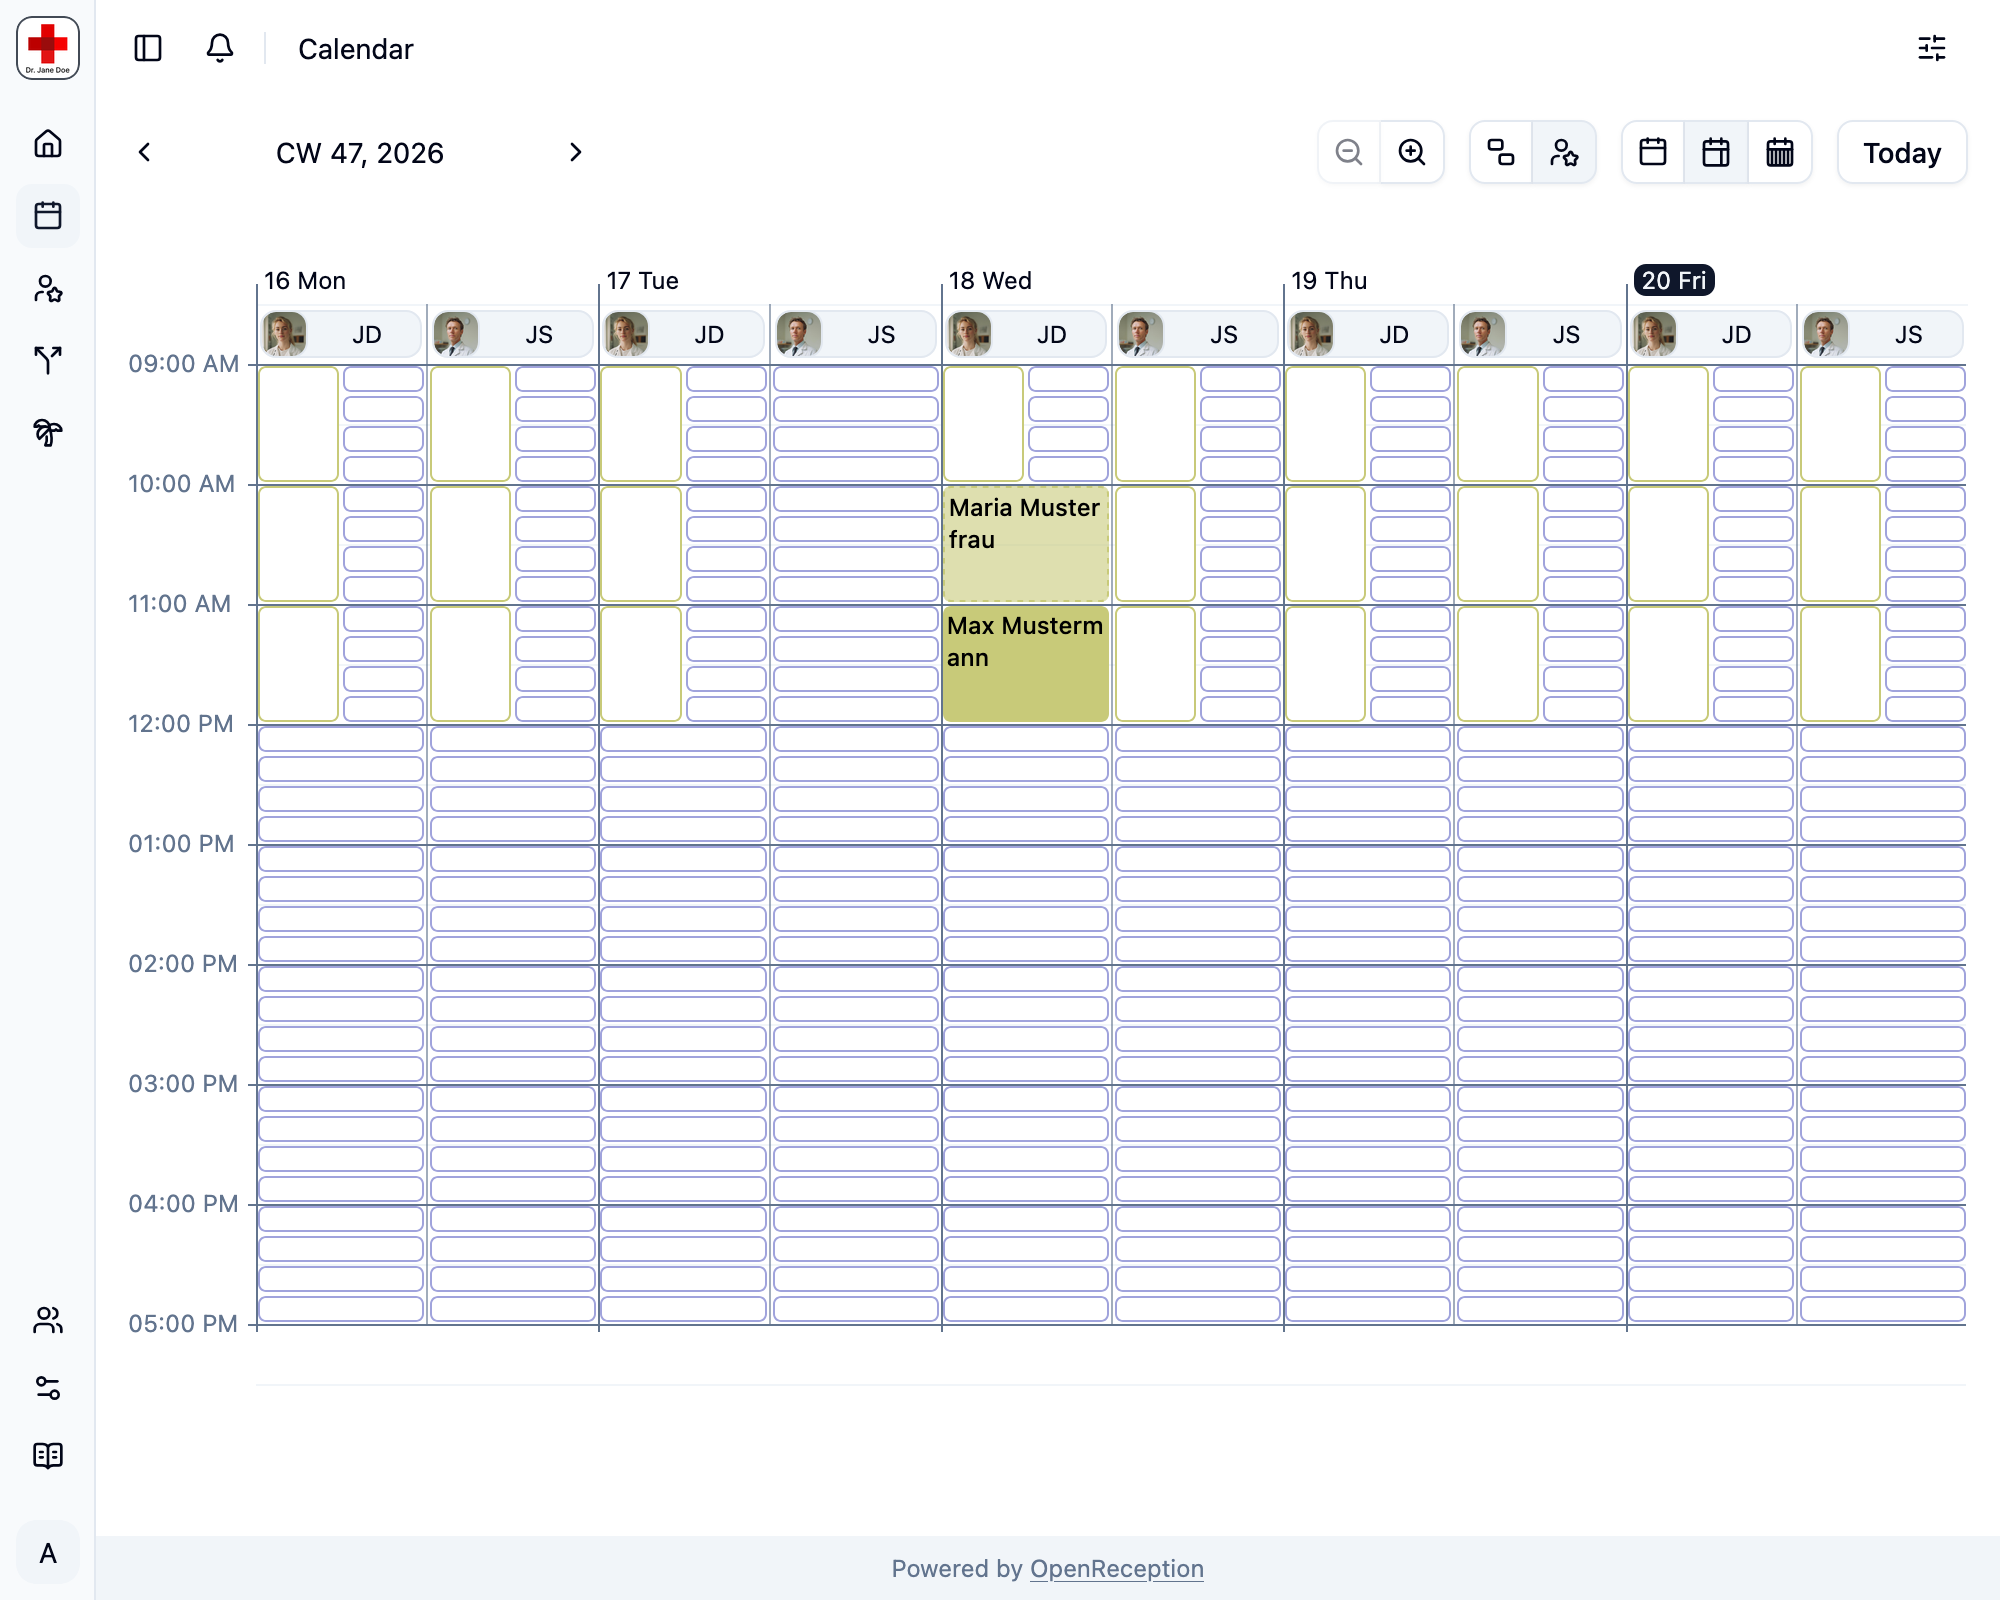 Dr. Jane Doe
Calendar
CW 47, 2026
Today
16 Mon
17 Tue
18 Wed
19 Thu
20 Fri
JD
JS
JD
JS
JD
JS
JD
JS
JD
JS
09:00 AM
10:00 AM
Maria Muster
frau
11:00 AM
Max Musterm
ann
12:00 PM
01:00 PM
02:00 PM
03:00 PM
04:00 PM
05:00 PM
A
Powered by OpenReception